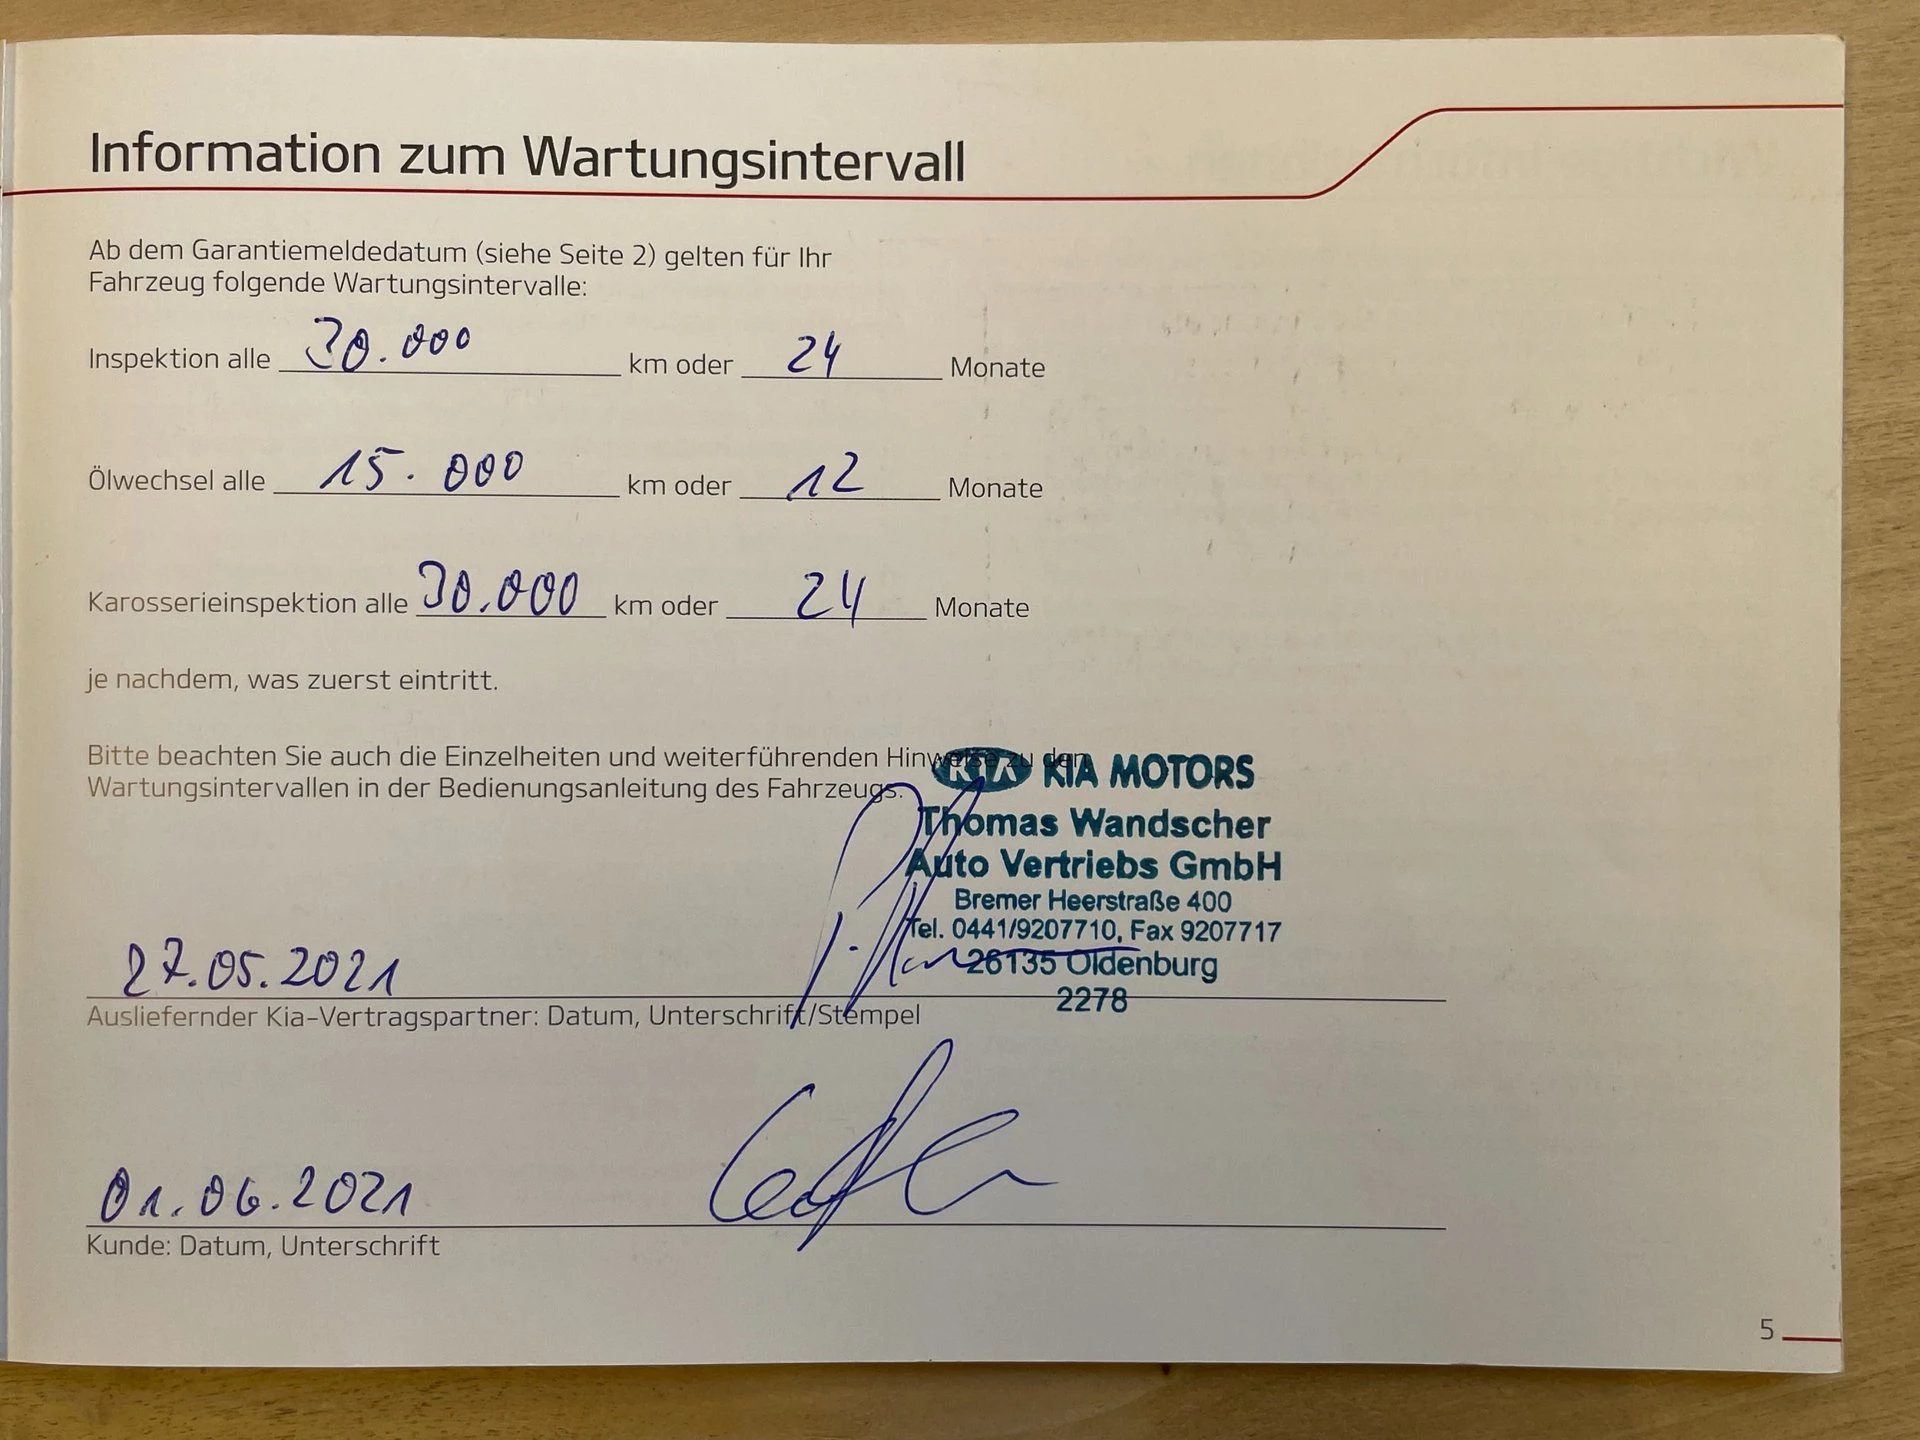 Information zum Wartungsintervall
Ab dem Garantiemeldedatum (siehe Seite 2) gelten für Ihr
Fahrzeug folgende Wartungsintervalle:
Inspektion alle 30.000 km oder 24 Monate
Ölwechsel alle 15.000 km oder 12 Monate
Karosserieinspektion alle 30.000 km oder 24 Monate
je nachdem, was zuerst eintritt.
Bitte beachten Sie auch die Einzelheiten und weiterführenden Hinweise zu den
Wartungsintervallen in der Bedienungsanleitung des Fahrzeugs.
KIA KIA MOTORS
Thomas Wandscher
Auto Vertriebs GmbH
Bremer Heerstraße 400
Tel. 0441/9207710, Fax 9207717
26135 Oldenburg
2278
27.05.2021
Ausliefernder Kia-Vertragspartner: Datum, Unterschrift/Stempel
01.06.2021
Kunde: Datum, Unterschrift
5